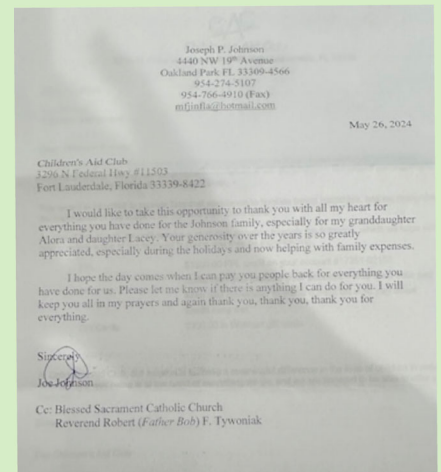 Joseph P. Johnson
4440 NW 19th Avenue
Oakland Park FL 33309-4566
954-274-5107
954-766-4910 (Fax)
mfjinfla@hotmail.com
May 26, 2024
Children's Aid Club
3296 N Federal Hwy #11503
Fort Lauderdale, Florida 33339-8422
I would like to take this opportunity to thank you with all my heart for
everything you have done for the Johnson family, especially for my granddaughter
Alora and daughter Lacey. Your generosity over the years is so greatly
appreciated, especially during the holidays and now helping with family expenses.
I hope the day comes when I can pay you people back for everything you
have done for us. Please let me know if there is anything I can do for you. I will
keep you all in my prayers and again thank you, thank you, thank you for
everything.
Sincerely
Joe Johnson
Cc: Blessed Sacrament Catholic Church
Reverend Robert (Father Bob) F. Tywoniak